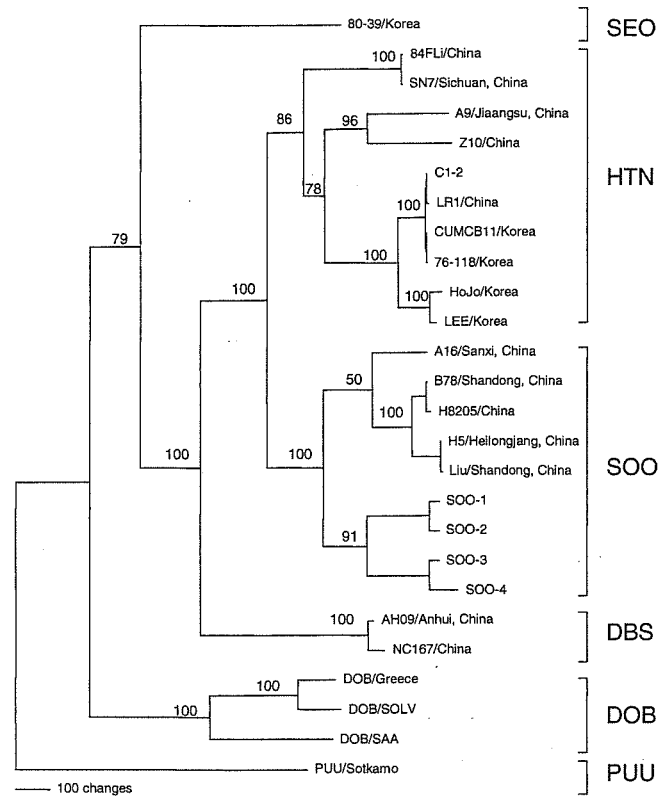 80-39/Korea
SEO
84FLi/China
100
SN7/Sichuan, China
A9/Jiaangsu, China
86
96
Z10/China
C1-2
HTN
78
LR1/China
100
CUMCB11/Korea
79
100
76-118/Korea
HoJo/Korea
100
100
LEE/Korea
A16/Sanxi, China
50
B78/Shandong, China
100
H8205/China
H5/Heilongjang, China
100
100
Liu/Shandong, China
SOO
SOO-1
SOO-2
91
SOO-3
SOO-4
100
AH09/Anhui, China
DBS
NC167/China
DOB/Greece
100
DOB/SOLV
100
DOB
DOB/SAA
PUU/Sotkamo
PUU
100 changes